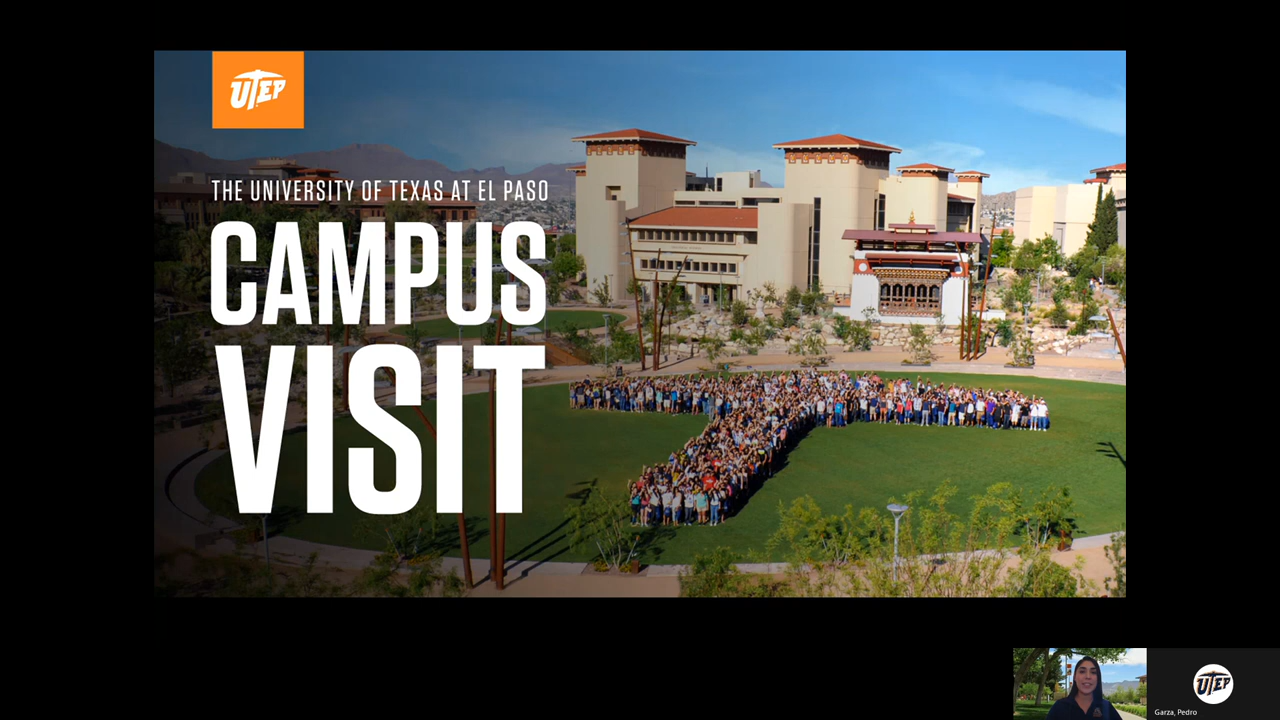 UTEP
THE UNIVERSITY OF TEXAS AT EL PASO
CAMPUS
VISIT
UTEP
Garza, Pedro